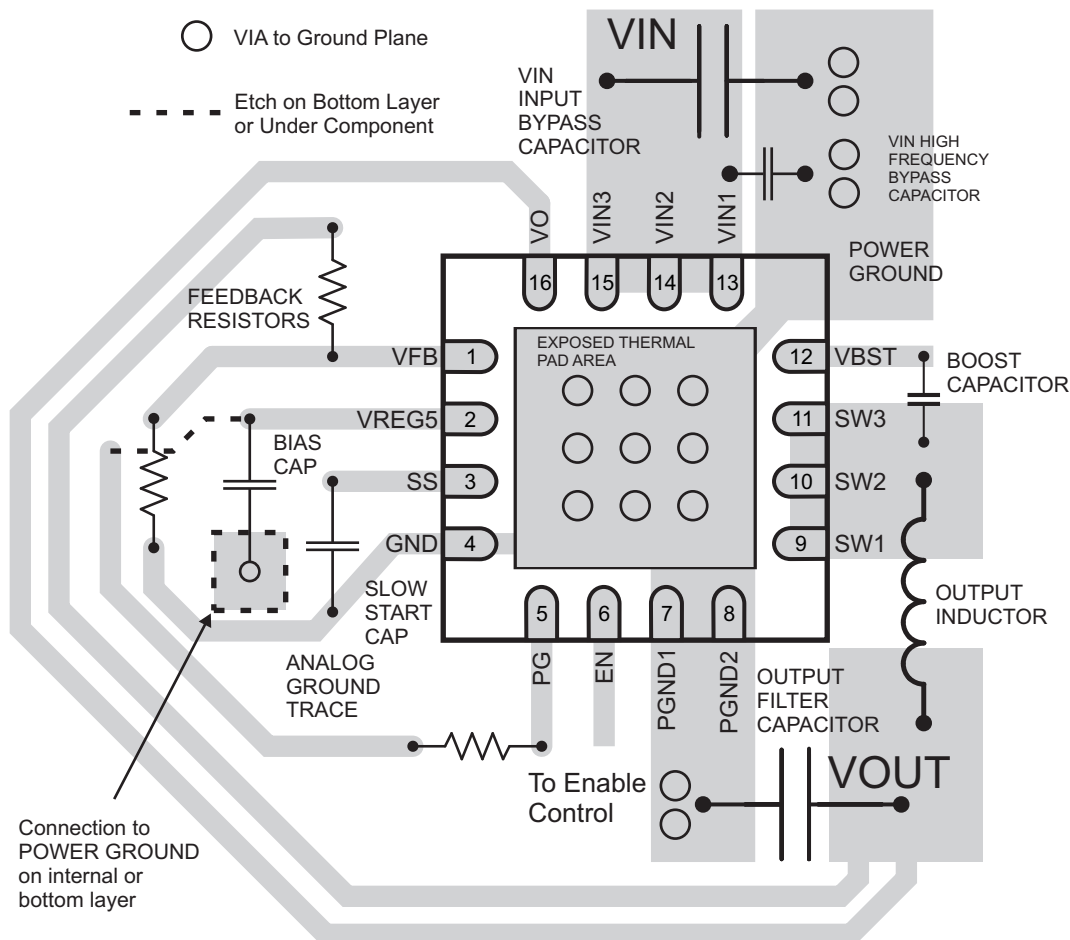 VIA to Ground Plane
Etch on Bottom Layer
or Under Component
VIN
VIN
INPUT
BYPASS
CAPACITOR
VIN HIGH
FREQUENCY
BYPASS
CAPACITOR
POWER
GROUND
VO
VIN3
VIN2
VIN1
16
15
14
13
FEEDBACK
RESISTORS
EXPOSED THERMAL
PAD AREA
VFB
1
VREG5
2
SS
3
GND
4
12
VBST
11
SW3
10
SW2
9
SW1
BOOST
CAPACITOR
BIAS
CAP
SLOW
START
CAP
ANALOG
GROUND
TRACE
OUTPUT
INDUCTOR
5
6
7
8
PG
EN
PGND1
PGND2
OUTPUT
FILTER
CAPACITOR
VOUT
To Enable
Control
Connection to
POWER GROUND
on internal or
bottom layer